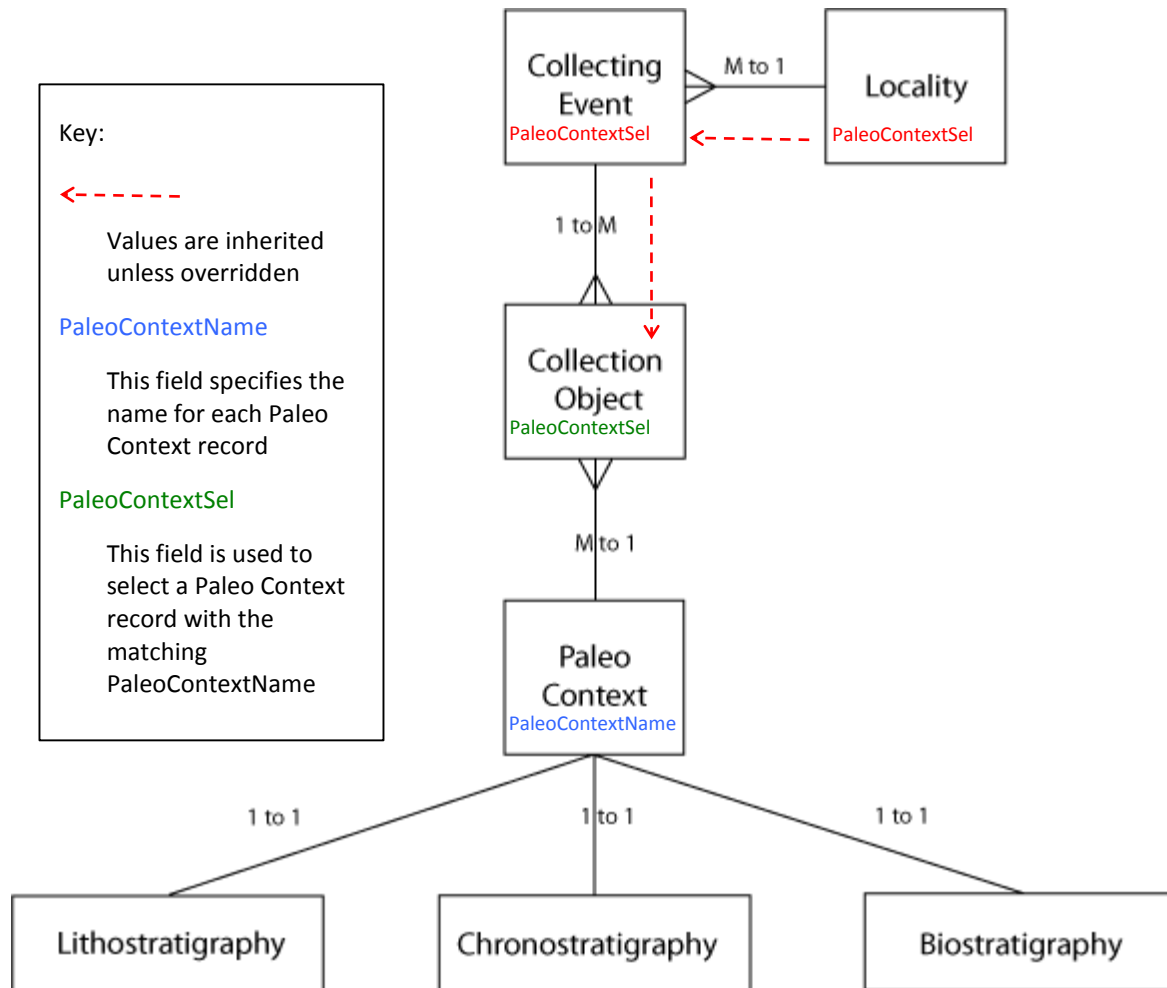 Key:
Values are inherited
unless overridden
PaleoContextName
This field specifies the
name for each Paleo
Context record
PaleoContextSel
This field is used to
select a Paleo Context
record with the
matching
PaleoContextName
Collecting
Event
PaleoContextSel
M to 1
Locality
PaleoContextSel
1 to M
Collection
Object
PaleoContextSel
M to 1
Paleo
Context
PaleoContextName
1 to 1
1 to 1
1 to 1
Lithostratigraphy
Chronostratigraphy
Biostratigraphy